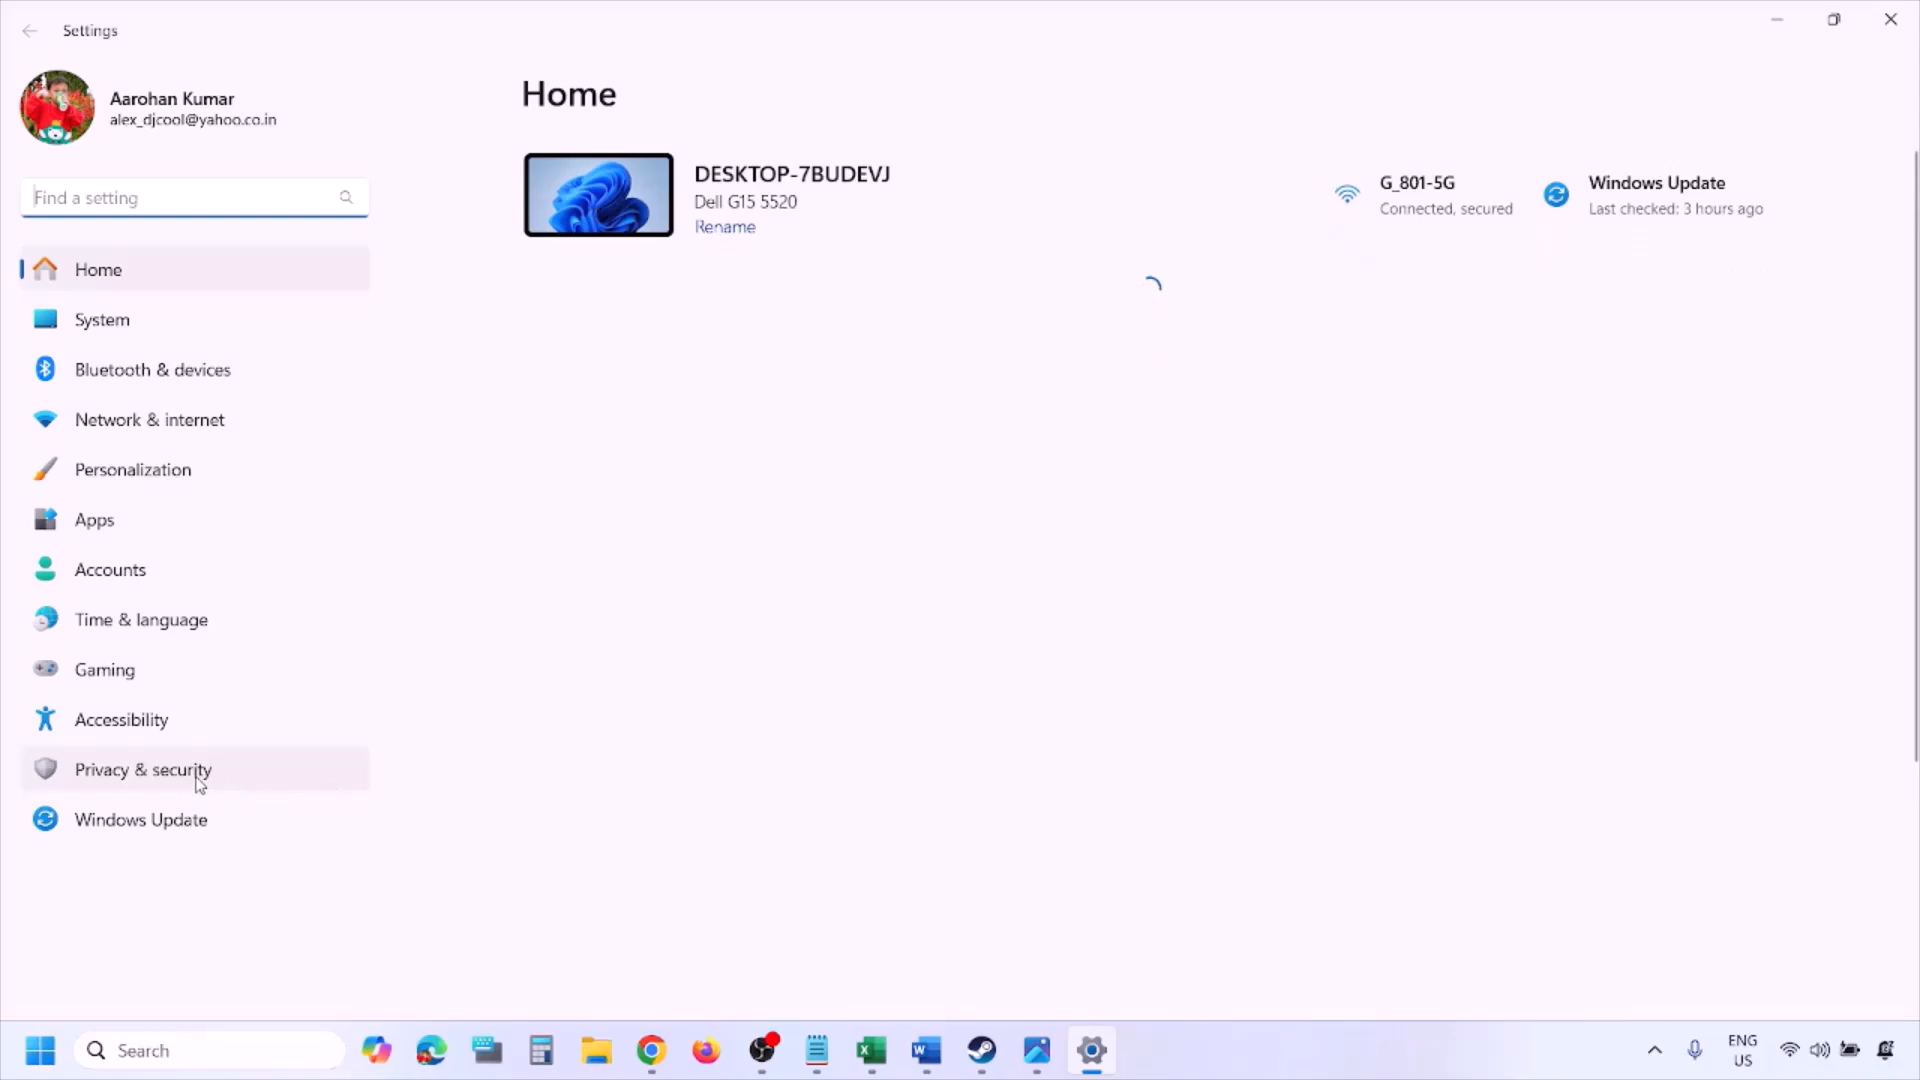 Settings
Aarohan Kumar
alex_djcool@yahoo.co.in
Find a setting
Home
System
Bluetooth & devices
Network & internet
Personalization
Apps
Accounts
Time & language
Gaming
Accessibility
Privacy & security
Windows Update
Home
DESKTOP-7BUDEVJ
Dell G15 5520
Rename
G_801-5G
Connected, secured
Windows Update
Last checked: 3 hours ago
Search
ENG
US